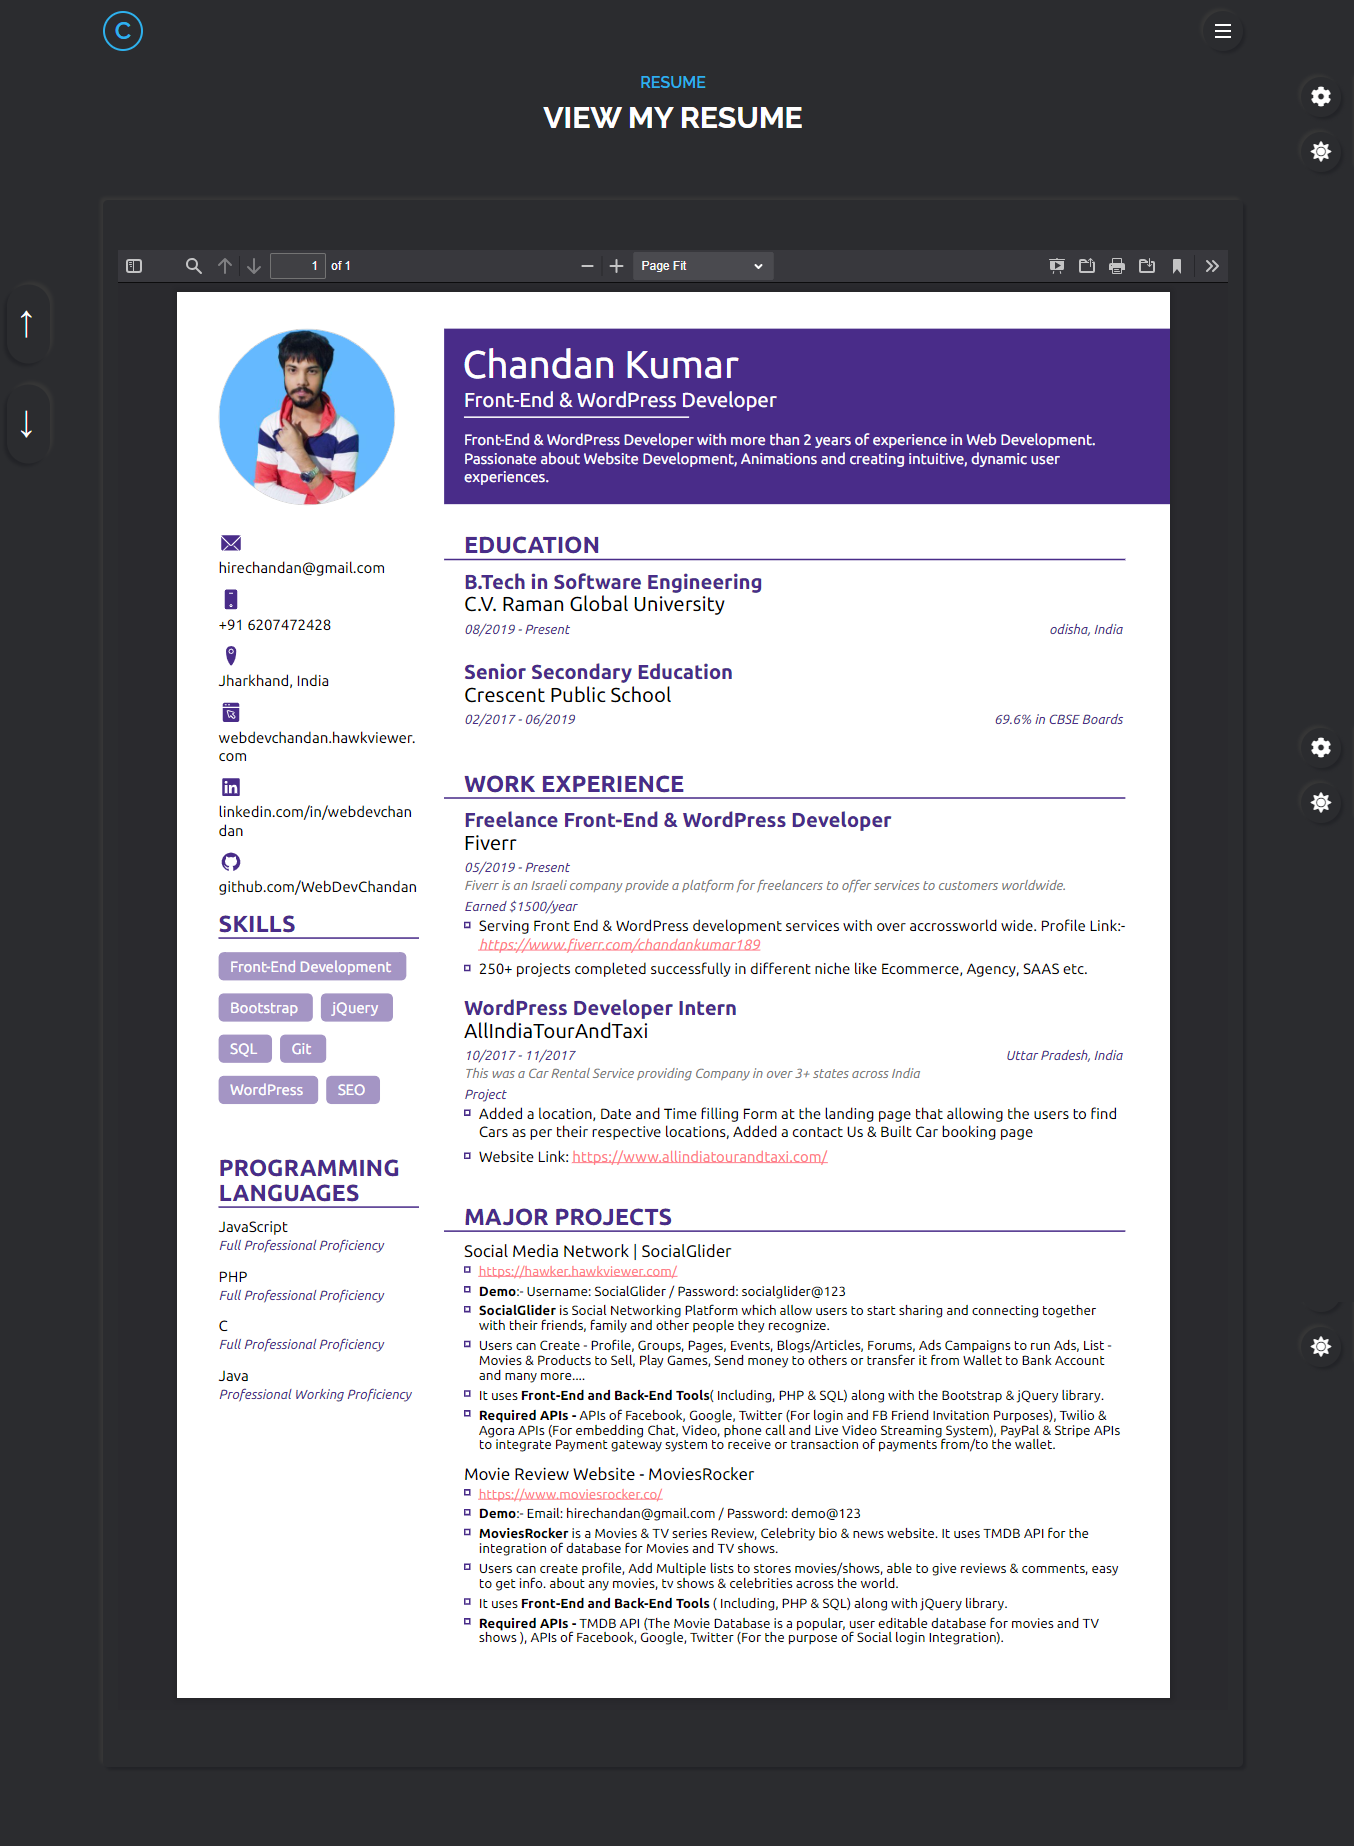 C
RESUME
VIEW MY RESUME
1 of 1
Page Fit
Chandan Kumar
Front-End & WordPress Developer
Front-End & WordPress Developer with more than 2 years of experience in Web Development.
Passionate about Website Development, Animations and creating intuitive, dynamic user
experiences.
hirechandan@gmail.com
+91 6207472428
Jharkhand, India
webdevchandan.hawkviewer.
com
linkedin.com/in/webdevchan
dan
github.com/WebDevChandan
SKILLS
Front-End Development
Bootstrap jQuery
SQL Git
WordPress SEO
PROGRAMMING
LANGUAGES
JavaScript
Full Professional Proficiency
PHP
Full Professional Proficiency
C
Full Professional Proficiency
Java
Professional Working Proficiency
EDUCATION
B.Tech in Software Engineering
C.V. Raman Global University
08/2019 - Present odisha, India
Senior Secondary Education
Crescent Public School
02/2017 - 06/2019 69.6% in CBSE Boards
WORK EXPERIENCE
Freelance Front-End & WordPress Developer
Fiverr
05/2019 - Present
Fiverr is an Israeli company provide a platform for freelancers to offer services to customers worldwide.
Earned $1500/year
Serving Front End & WordPress development services with over accrossworld wide. Profile Link:-
https://www.fiverr.com/chandankumar189
250+ projects completed successfully in different niche like Ecommerce, Agency, SAAS etc.
WordPress Developer Intern
AllIndiaTourAndTaxi
10/2017 - 11/2017 Uttar Pradesh, India
This was a Car Rental Service providing Company in over 3+ states across India
Project
Added a location, Date and Time filling Form at the landing page that allowing the users to find
Cars as per their respective locations, Added a contact Us & Built Car booking page
Website Link: https://www.allindiatourandtaxi.com/
MAJOR PROJECTS
Social Media Network | SocialGlider
https://hawker.hawkviewer.com/
Demo:- Username: SocialGlider / Password: socialglider@123
SocialGlider is Social Networking Platform which allow users to start sharing and connecting together
with their friends, family and other people they recognize.
Users can Create - Profile, Groups, Pages, Events, Blogs/Articles, Forums, Ads Campaigns to run Ads, List -
Movies & Products to Sell, Play Games, Send money to others or transfer it from Wallet to Bank Account
and many more....
It uses Front-End and Back-End Tools( Including, PHP & SQL) along with the Bootstrap & jQuery library.
Required APIs - APIs of Facebook, Google, Twitter (For login and FB Friend Invitation Purposes), Twilio &
Agora APIs (For embedding Chat, Video, phone call and Live Video Streaming System), PayPal & Stripe APIs
to integrate Payment gateway system to receive or transaction of payments from/to the wallet.
Movie Review Website - MoviesRocker
https://www.moviesrocker.co/
Demo:- Email: hirechandan@gmail.com / Password: demo@123
MoviesRocker is a Movies & TV series Review, Celebrity bio & news website. It uses TMDB API for the
integration of database for Movies and TV shows.
Users can create profile, Add Multiple lists to stores movies/shows, able to give reviews & comments, easy
to get info. about any movies, tv shows & celebrities across the world.
It uses Front-End and Back-End Tools ( Including, PHP & SQL) along with jQuery library.
Required APIs - TMDB API (The Movie Database is a popular, user editable database for movies and TV
shows ), APIs of Facebook, Google, Twitter (For the purpose of Social login Integration).